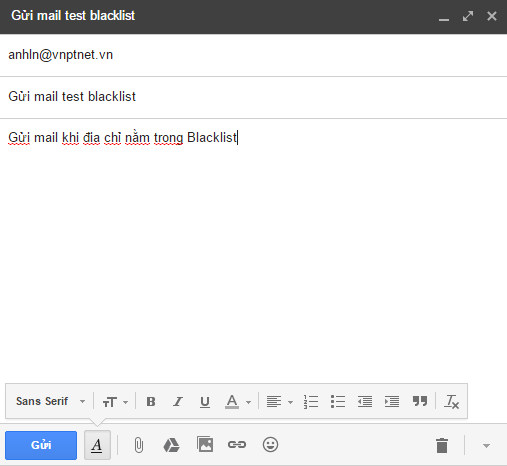 Gửi mail test blacklist
anhln@vnptnet.vn
Gửi mail test blacklist
Gửi mail khi đia chỉ nằm trong Blacklist
Sans Serif
Gửi